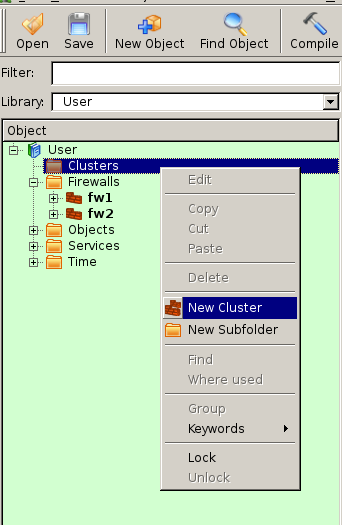 Open Save New Object Find Object Compile
Filter:
Library: User
Object
User
Clusters
Firewalls
fw1
fw2
Objects
Services
Time
Edit
Copy
Cut
Paste
Delete
New Cluster
New Subfolder
Find
Where used
Group
Keywords
Lock
Unlock